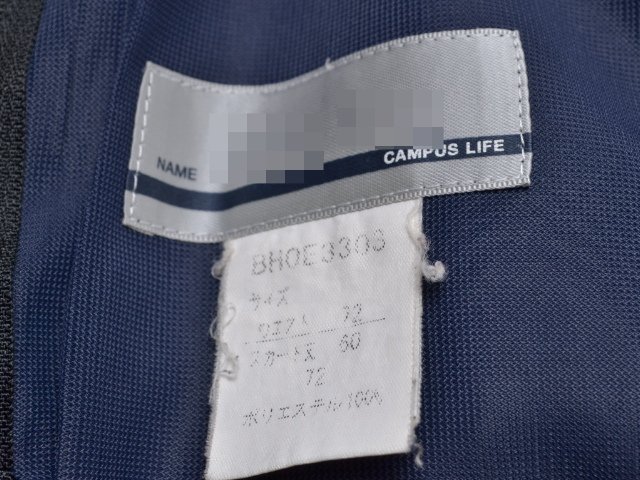 NAME
CAMPUS LIFE
BHOE3303
サイズ
ウエスト 72
スカート丈 60
72
ポリエステル100%